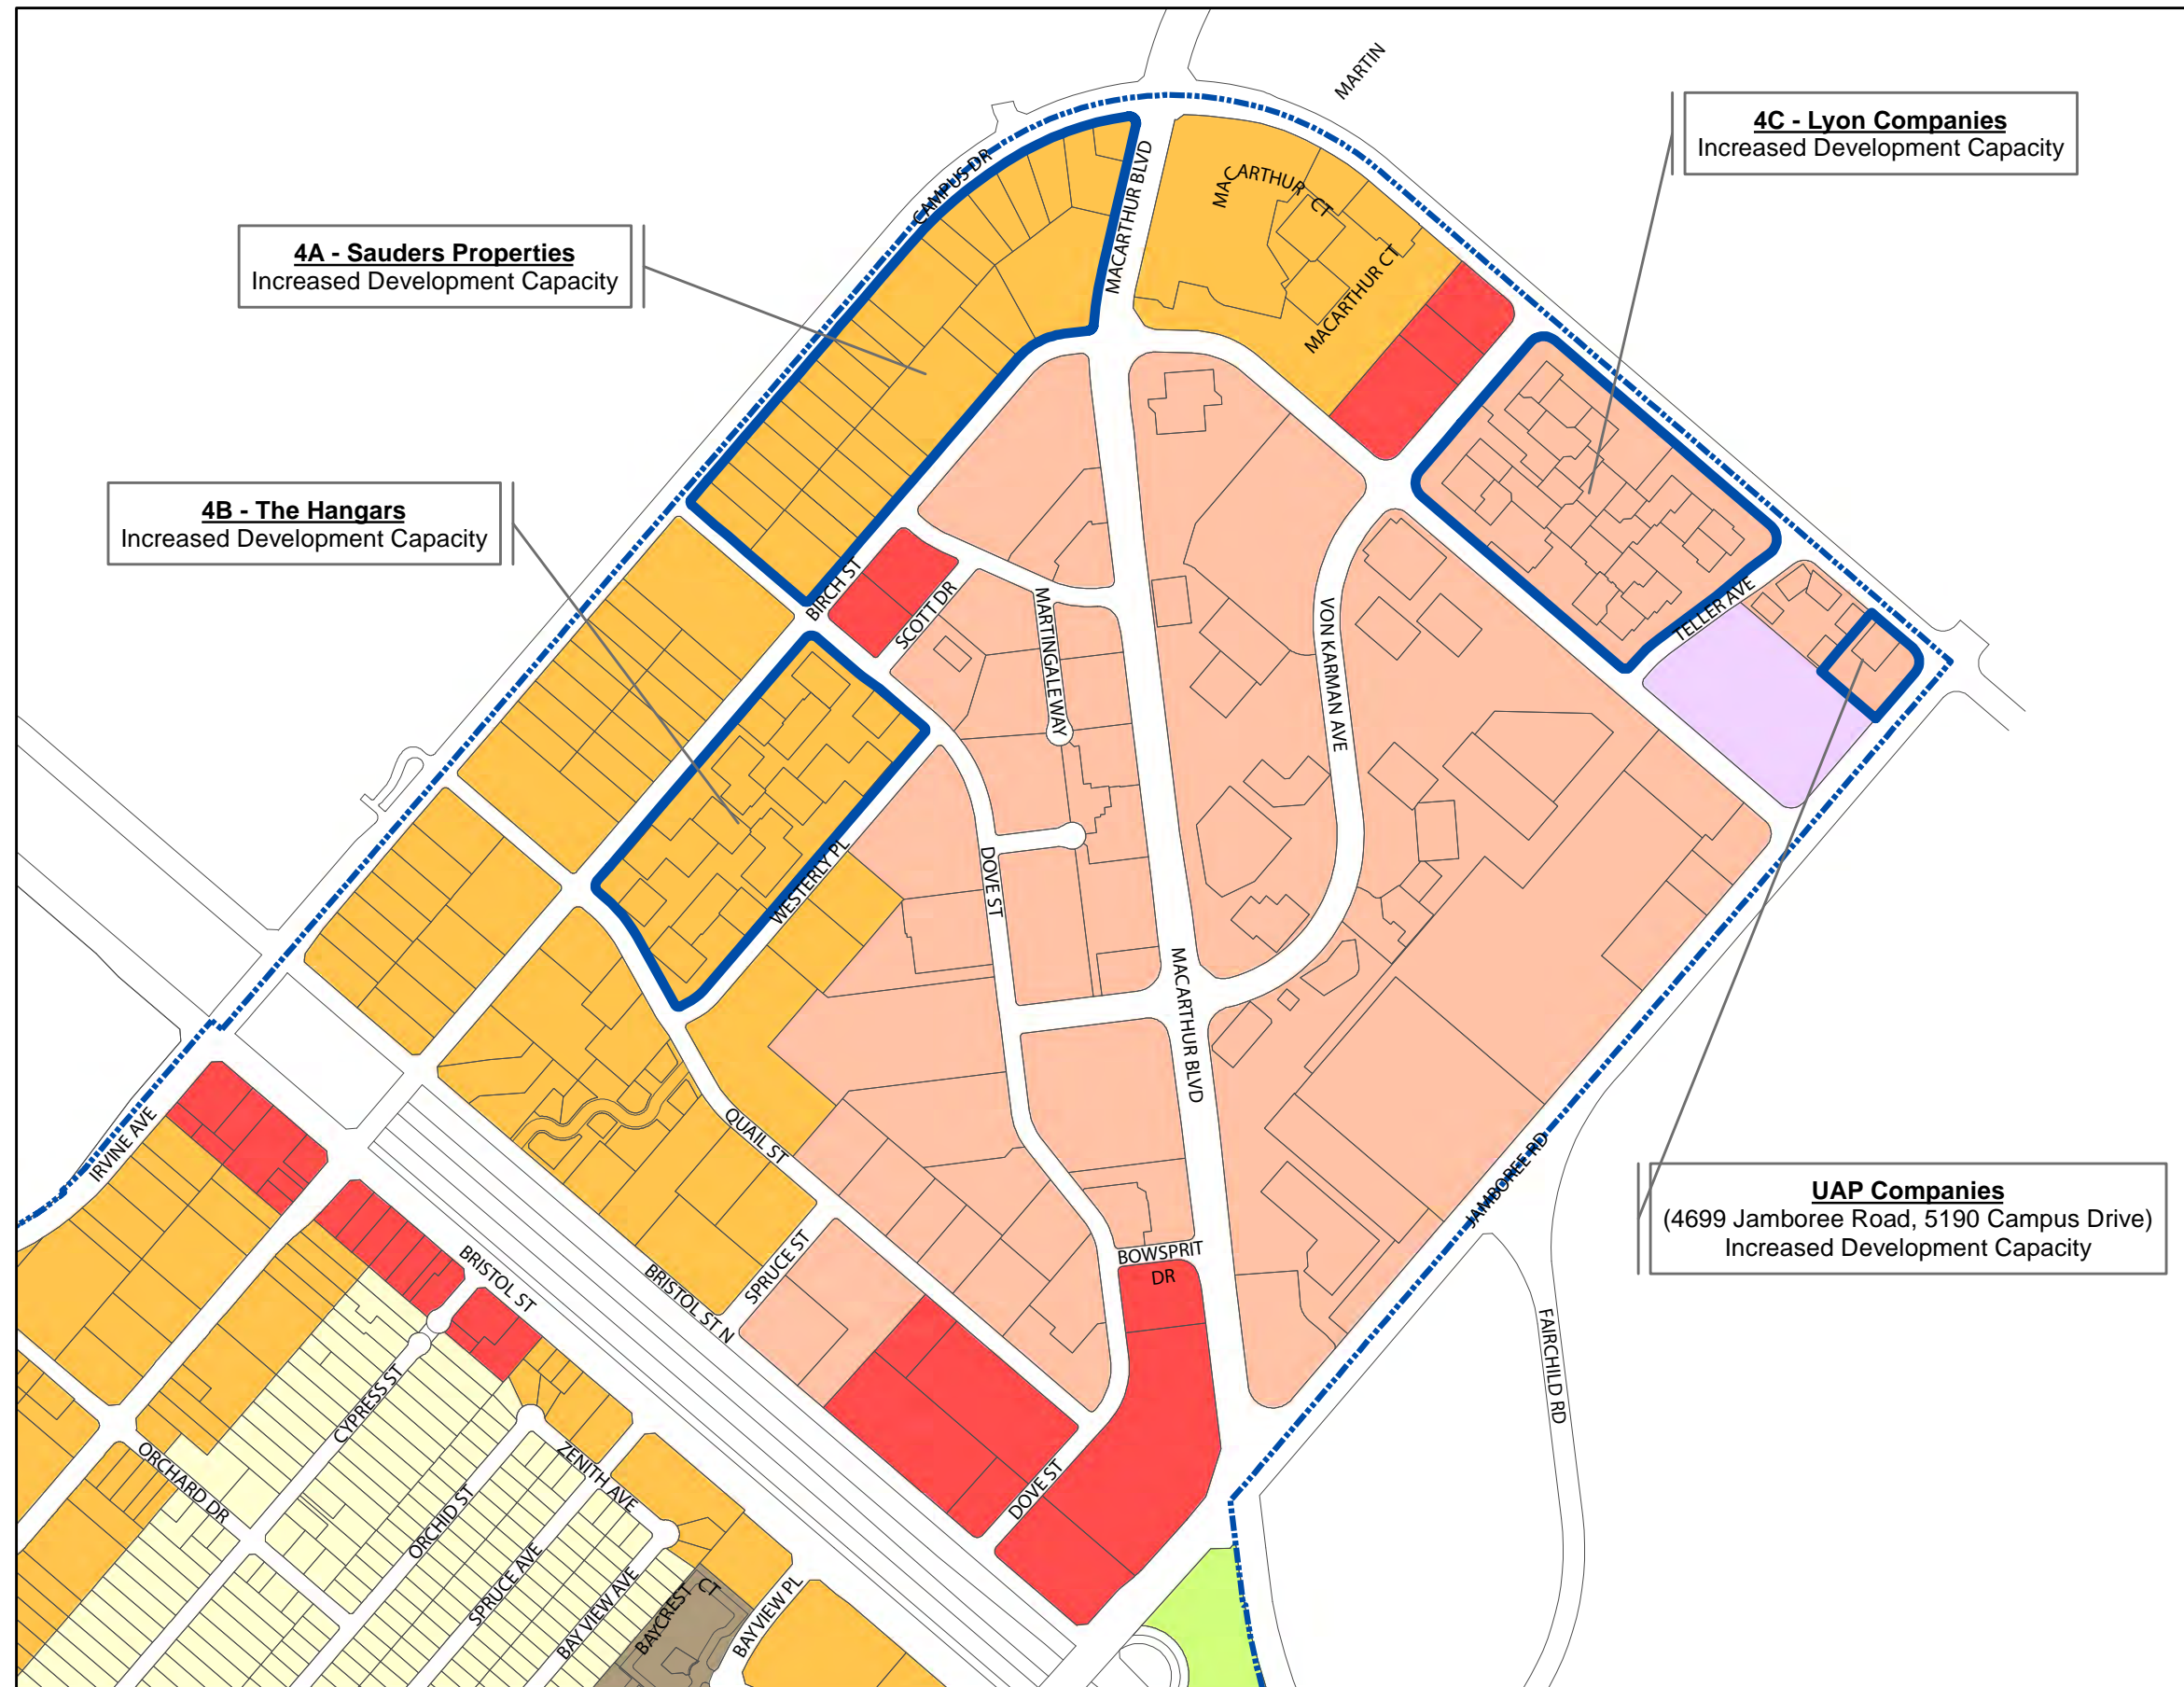 MARTIN
4C - Lyon Companies
Increased Development Capacity
CAMPUS DR
MACARTHUR BLVD
MACARTHUR CT
MACARTHUR CT
4A - Sauders Properties
Increased Development Capacity
4B - The Hangars
Increased Development Capacity
BIRCH ST
SCOTT DR
MARTINGALE WAY
VON KARMAN AVE
TELLER AVE
WESTERLY PL
DOVE ST
MACARTHUR BLVD
IRVINE AVE
QUAIL ST
JAMBOREE RD
UAP Companies
(4699 Jamboree Road, 5190 Campus Drive)
Increased Development Capacity
BRISTOL ST
BRISTOL ST N
SPRUCE ST
BOWSPRIT
DR
FAIRCHILD RD
CYPRESS ST
ORCHARD DR
ORCHID ST
ZENITH AVE
DOVE ST
SPRUCE AVE
BAY VIEW AVE
BAYCREST CT
BAYVIEW PL